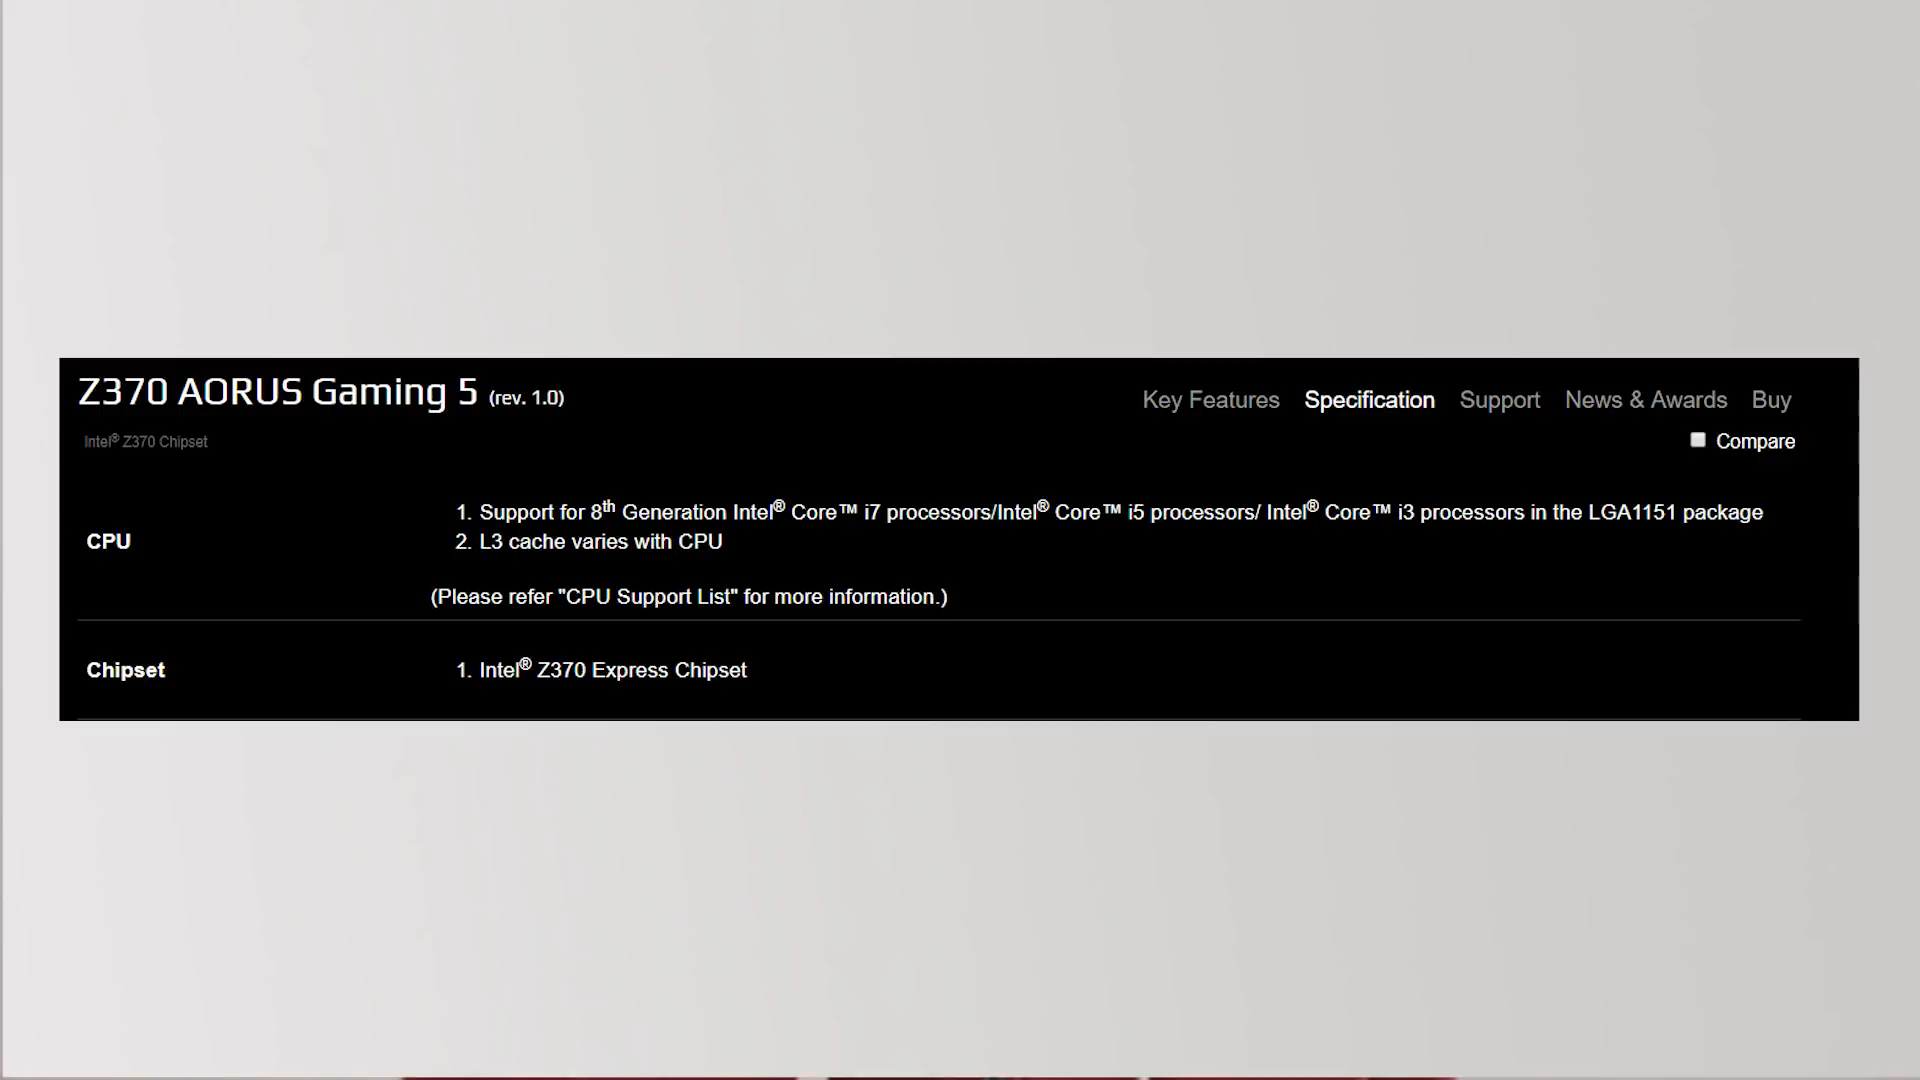 Z370 AORUS Gaming 5 (rev. 1.0)
Key Features Specification Support News & Awards Buy
Intel® Z370 Chipset
Compare
CPU
1. Support for 8th Generation Intel® Core™ i7 processors/Intel® Core™ i5 processors/ Intel® Core™ i3 processors in the LGA1151 package
2. L3 cache varies with CPU
(Please refer "CPU Support List" for more information.)
Chipset
1. Intel® Z370 Express Chipset